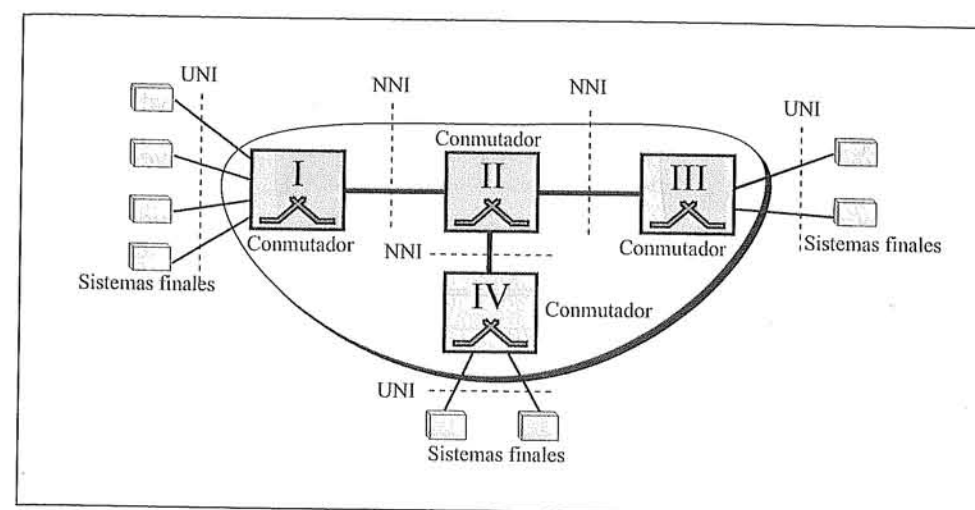 UNI
NNI
NNI
UNI
Conmutador
I
II
III
Conmutador
Conmutador
Sistemas finales
Sistemas finales
NNI
IV
Conmutador
UNI
Sistemas finales